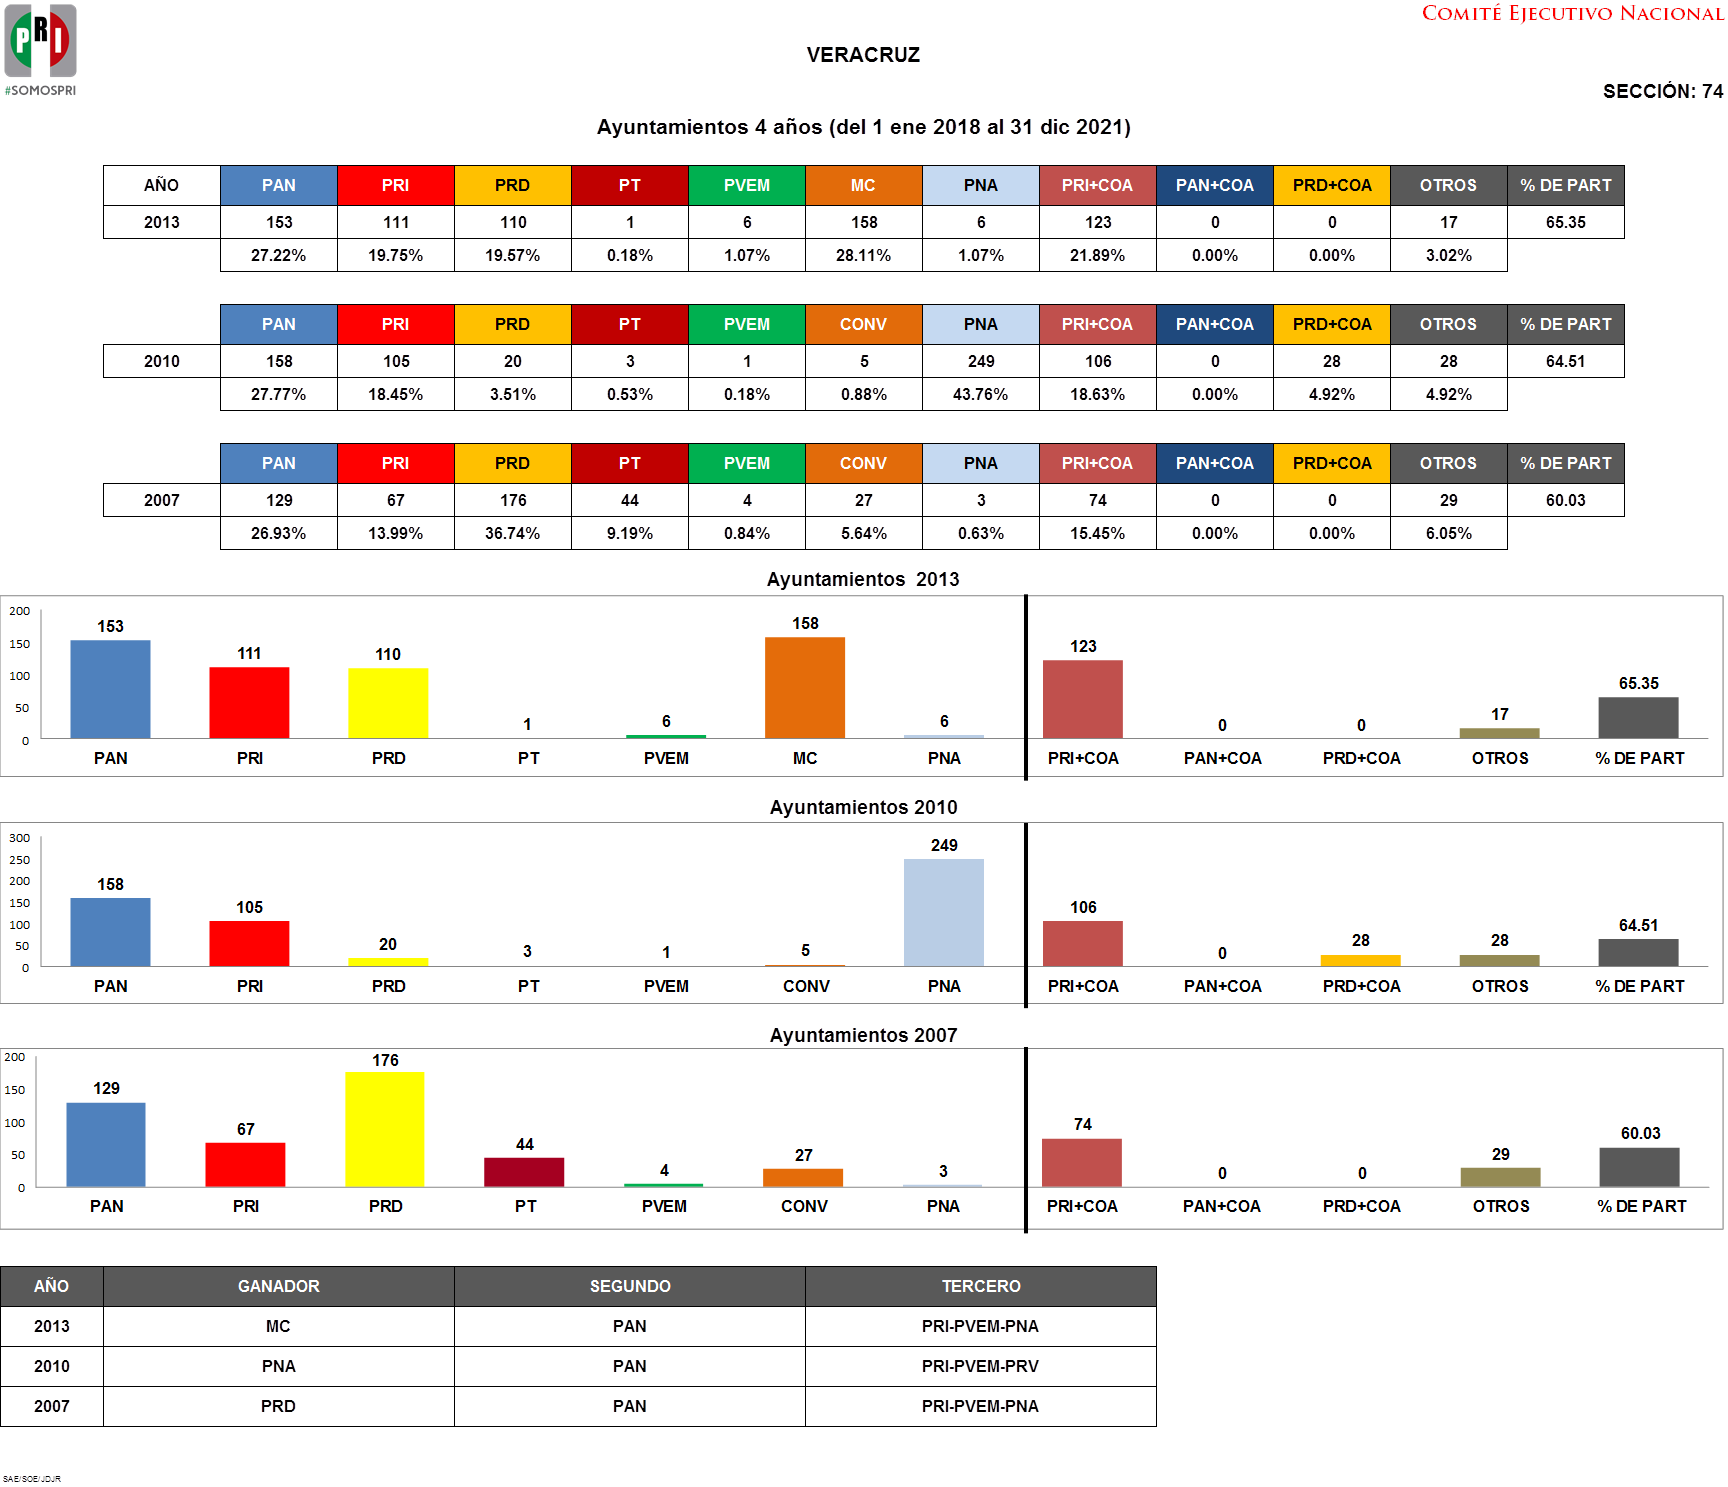 PRI
#SOMOSPRI
COMITÉ EJECUTIVO NACIONAL
VERACRUZ
SECCIÓN: 74
Ayuntamientos 4 años (del 1 ene 2018 al 31 dic 2021)
AÑO PAN PRI PRD PT PVEM MC PNA PRI+COA PAN+COA PRD+COA OTROS % DE PART
2013 153 111 110 1 6 158 6 123 0 0 17 65.35
27.22% 19.75% 19.57% 0.18% 1.07% 28.11% 1.07% 21.89% 0.00% 0.00% 3.02%
PAN PRI PRD PT PVEM CONV PNA PRI+COA PAN+COA PRD+COA OTROS % DE PART
2010 158 105 20 3 1 5 249 106 0 28 28 64.51
27.77% 18.45% 3.51% 0.53% 0.18% 0.88% 43.76% 18.63% 0.00% 4.92% 4.92%
PAN PRI PRD PT PVEM CONV PNA PRI+COA PAN+COA PRD+COA OTROS % DE PART
2007 129 67 176 44 4 27 3 74 0 0 29 60.03
26.93% 13.99% 36.74% 9.19% 0.84% 5.64% 0.63% 15.45% 0.00% 0.00% 6.05%
Ayuntamientos 2013
200
150
100
50
0
153 111 110 1 6 158 6 123 0 0 17 65.35
PAN PRI PRD PT PVEM MC PNA PRI+COA PAN+COA PRD+COA OTROS % DE PART
Ayuntamientos 2010
300
250
200
150
100
50
0
158 105 20 3 1 5 249 106 0 28 28 64.51
PAN PRI PRD PT PVEM CONV PNA PRI+COA PAN+COA PRD+COA OTROS % DE PART
Ayuntamientos 2007
200
150
100
50
0
129 67 176 44 4 27 3 74 0 0 29 60.03
PAN PRI PRD PT PVEM CONV PNA PRI+COA PAN+COA PRD+COA OTROS % DE PART
AÑO GANADOR SEGUNDO TERCERO
2013 MC PAN PRI-PVEM-PNA
2010 PNA PAN PRI-PVEM-PRV
2007 PRD PAN PRI-PVEM-PNA
SAE/SOE/JDJR